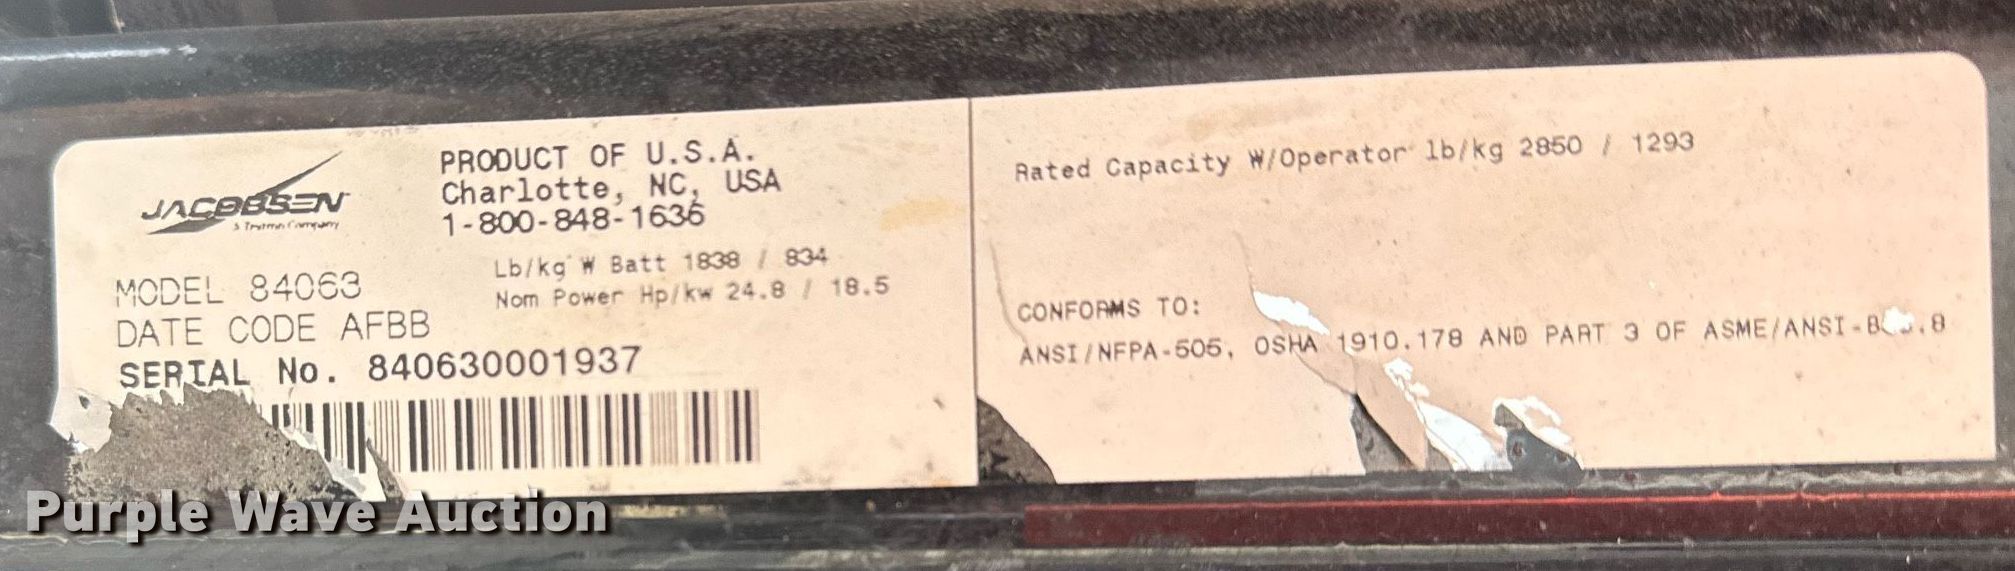 JACOBSEN
A Textron Company
PRODUCT OF U.S.A.
Charlotte, NC, USA
1-800-848-1636
Lb/kg W Batt 1838 / 834
Nom Power Hp/kw 24.8 / 18.5
MODEL 84063
DATE CODE AFBB
SERIAL No. 840630001937
Rated Capacity W/Operator lb/kg 2850 / 1293
CONFORMS TO:
ANSI/NFPA-505, OSHA 1910.178 AND PART 3 OF ASME/ANSI-
Purple Wave Auction